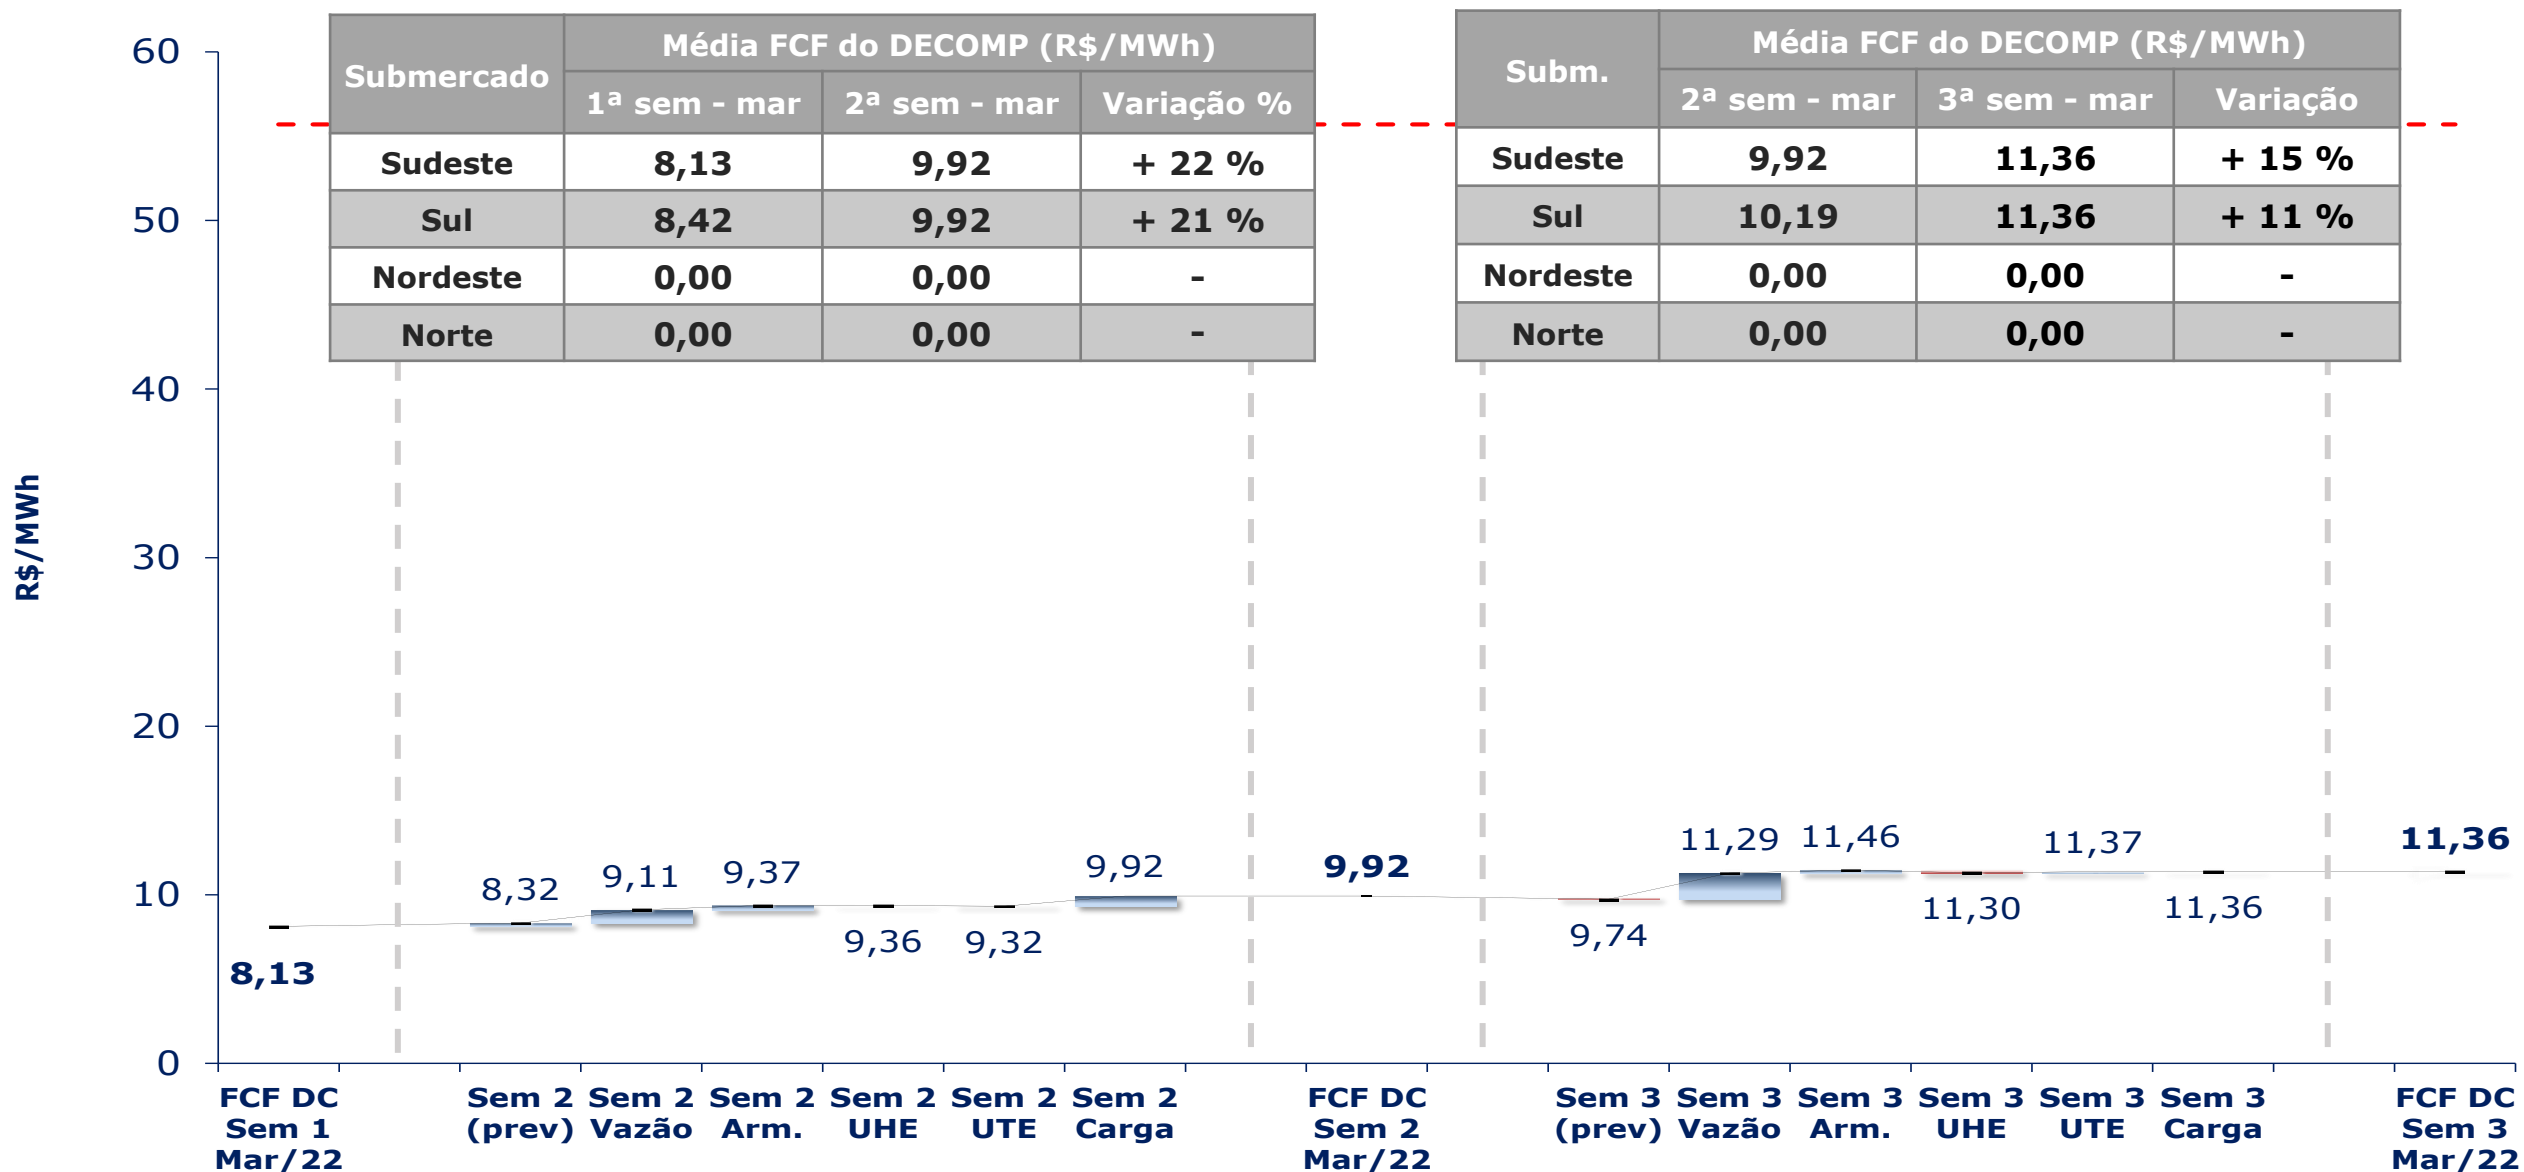 Submercado Média FCF do DECOMP (R$/MWh)
1ª sem - mar 2ª sem - mar Variação %
Sudeste 8,13 9,92 + 22 %
Sul 8,42 9,92 + 21 %
Nordeste 0,00 0,00 -
Norte 0,00 0,00 -
Subm. Média FCF do DECOMP (R$/MWh)
2ª sem - mar 3ª sem - mar Variação
Sudeste 9,92 11,36 + 15 %
Sul 10,19 11,36 + 11 %
Nordeste 0,00 0,00 -
Norte 0,00 0,00 -
R$/MWh
60
50
40
30
20
10
0
8,13
8,32
9,11
9,37
9,36
9,32
9,92
9,92
9,74
11,29
11,46
11,30
11,37
11,36
11,36
FCF DC
Sem 1
Mar/22
Sem 2
(prev)
Sem 2
Vazão
Sem 2
Arm.
Sem 2
UHE
Sem 2
UTE
Sem 2
Carga
FCF DC
Sem 2
Mar/22
Sem 3
(prev)
Sem 3
Vazão
Sem 3
Arm.
Sem 3
UHE
Sem 3
UTE
Sem 3
Carga
FCF DC
Sem 3
Mar/22